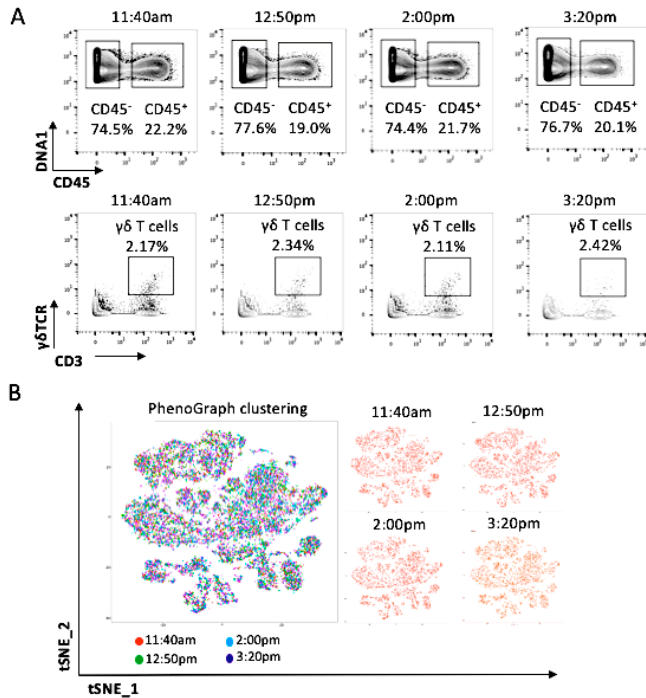 A
11:40am 12:50pm 2:00pm 3:20pm
CD45⁻ CD45⁺ CD45⁻ CD45⁺ CD45⁻ CD45⁺ CD45⁻ CD45⁺
74.5% 22.2% 77.6% 19.0% 74.4% 21.7% 76.7% 20.1%
DNA1
CD45
11:40am 12:50pm 2:00pm 3:20pm
γδ T cells γδ T cells γδ T cells γδ T cells
2.17% 2.34% 2.11% 2.42%
γδTCR
CD3
B
PhenoGraph clustering
11:40am 12:50pm
2:00pm 3:20pm
11:40am 2:00pm
12:50pm 3:20pm
tSNE_2
tSNE_1